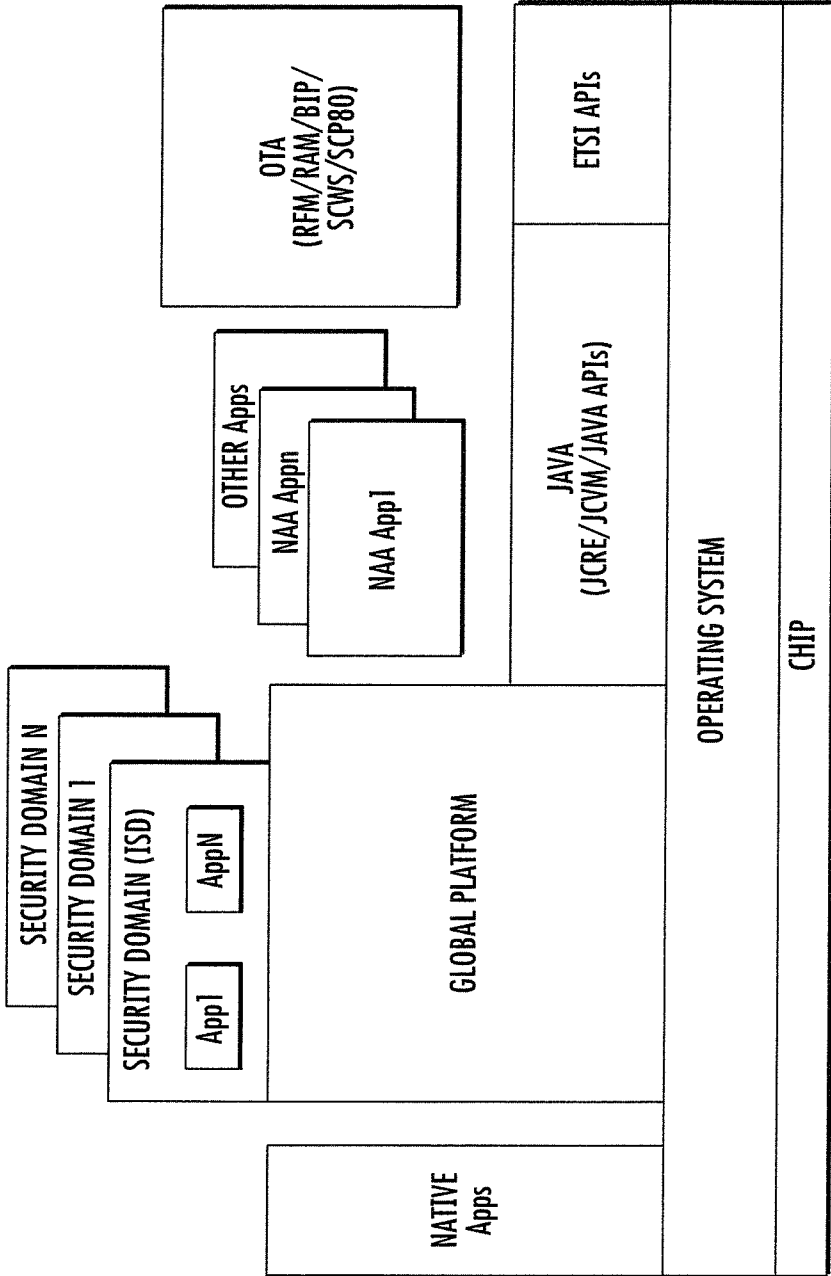 SECURITY DOMAIN N
SECURITY DOMAIN 1
SECURITY DOMAIN (ISD)
App1
AppN
OTHER Apps
NAA Appn
NAA App1
OTA
(RFM/RAM/BIP/
SCWS/SCP80)
NATIVE
Apps
GLOBAL PLATFORM
JAVA
(JCRE/JCVM/JAVA APIs)
ETSI APIs
OPERATING SYSTEM
CHIP